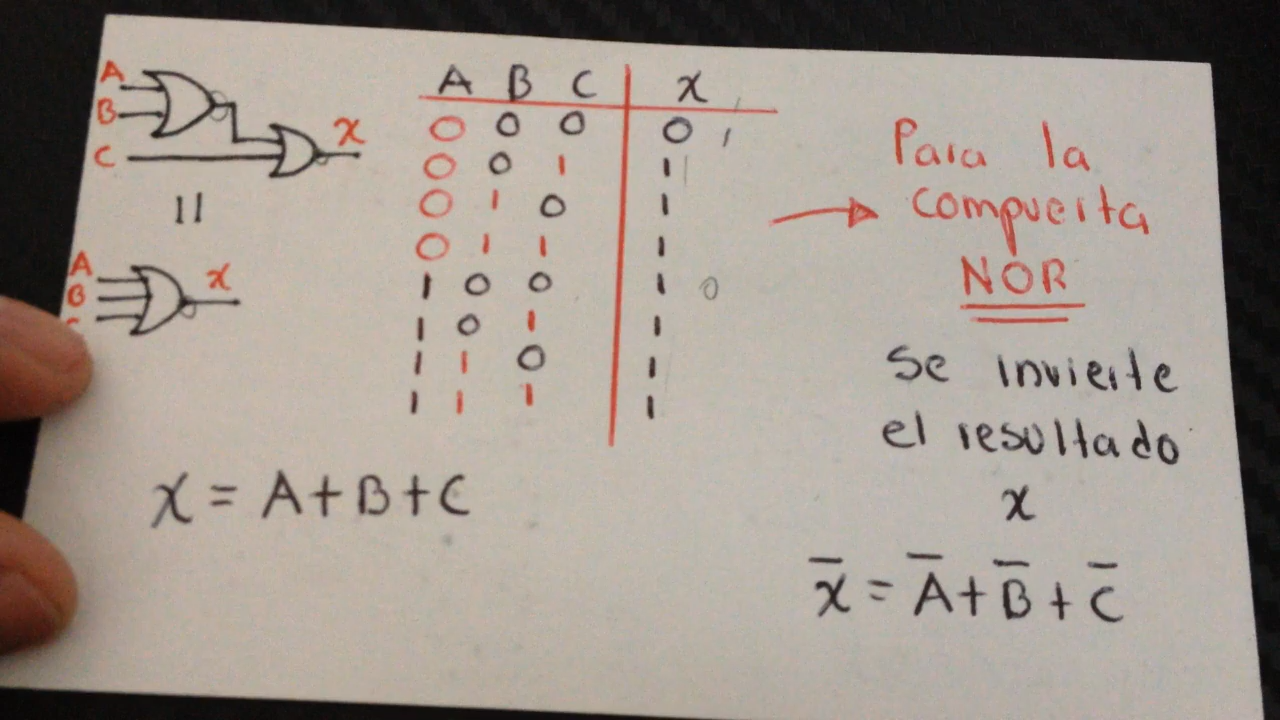 A
B
C
x
||
A
B
x
A B C x
0 0 0 0 1
0 0 1 1
0 1 0 1
0 1 1 1
1 0 0 1 0
1 0 1 1
1 1 0 1
1 1 1 1
x = A+B+C
Para la
compuerta
NOR
Se invierte
el resultado
x
x̄ = Ā + B̄ + C̄